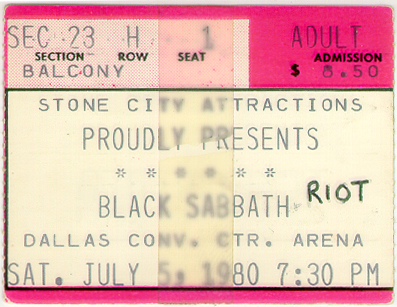 SEC 23 H 1 ADULT
SECTION ROW SEAT ADMISSION
BALCONY $ 8.50
STONE CITY ATTRACTIONS
PROUDLY PRESENTS
* * * * * *
BLACK SABBATH RIOT
DALLAS CONV. CTR. ARENA
SAT. JULY 5, 1980 7:30 PM